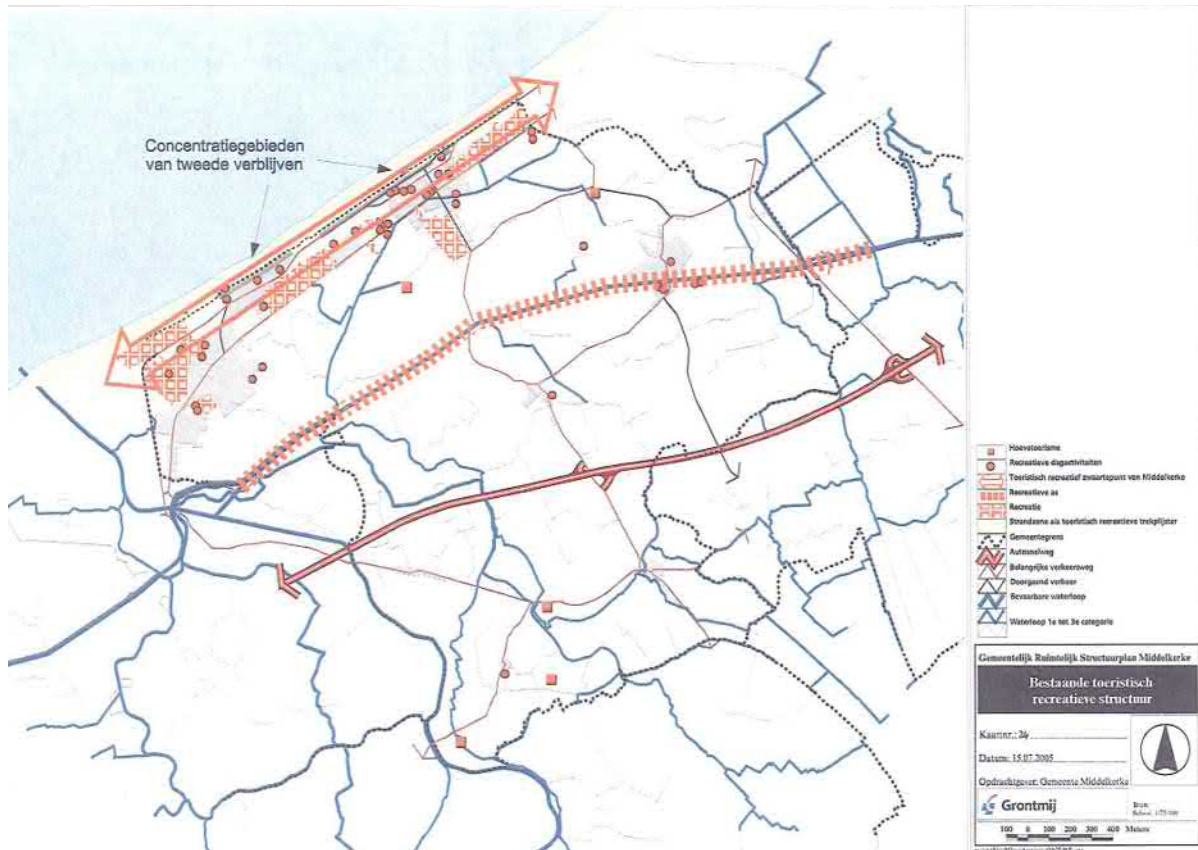 Concentratiegebieden
van tweede verblijven
Hoevetoerisme
Recreatieve dagactiviteiten
Toeristisch recreatief zwaartepunt van Middelkerke
Recreatieve as
Recreatie
Strandzone als toeristisch recreatieve trekpleister
Gemeentegrens
Autosnelweg
Belangrijke verkeersweg
Doorgaand verkeer
Bevaarbare waterloop
Waterloop 1e tot 3e categorie
Gemeentelijk Ruimtelijk Structuurplan Middelkerke
Bestaande toeristisch
recreatieve structuur
Kaartnr.: 24
Datum: 15.07.2005
Opdrachtgever: Gemeente Middelkerke
Grontmij
Bron:
100 0 100 200 300 400 Meters